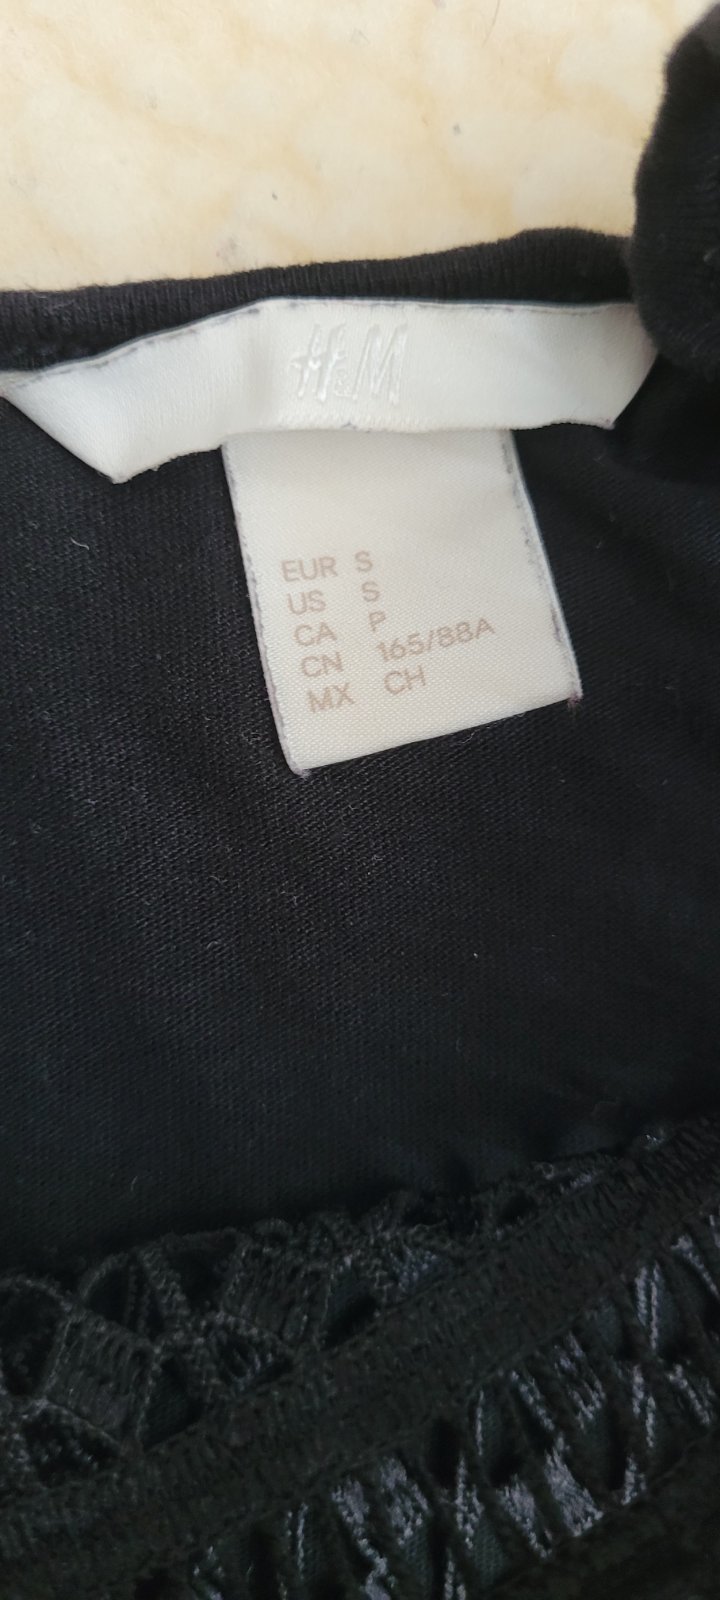 H&M
EUR S
US S
CA P
CN 165/88A
MX CH